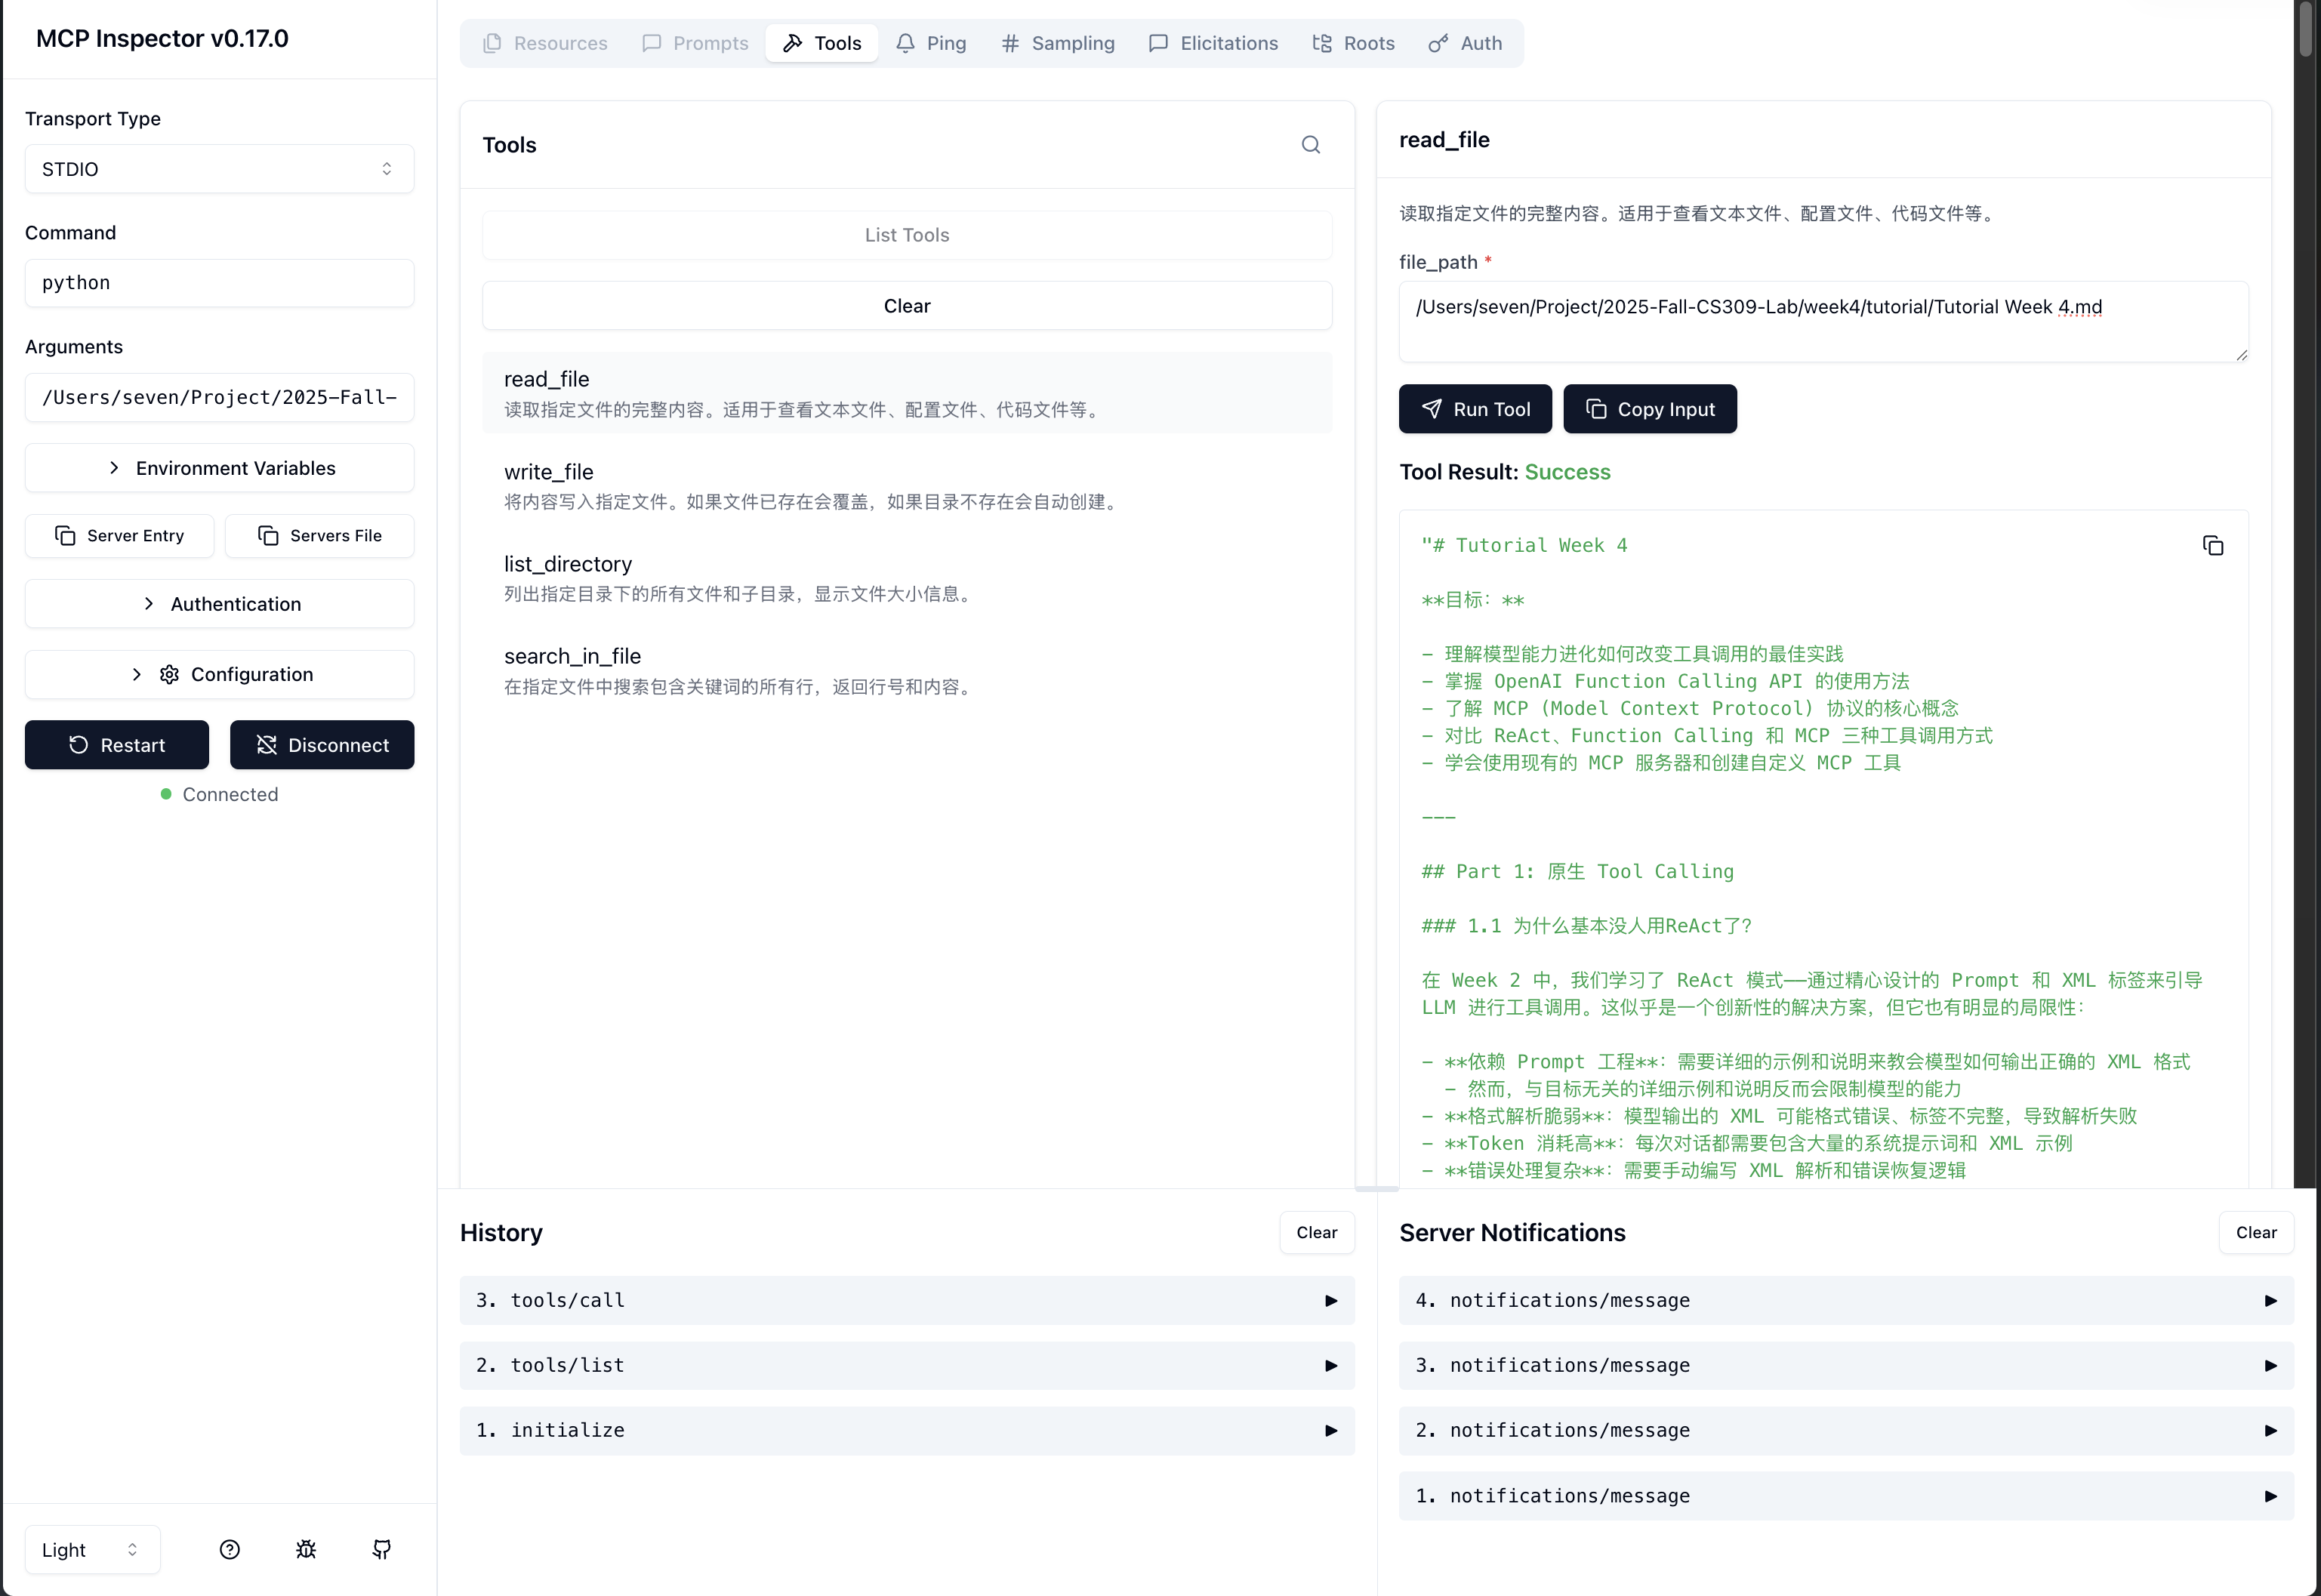 MCP Inspector v0.17.0
Transport Type
STDIO
Command
python
Arguments
/Users/seven/Project/2025-Fall-
Environment Variables
Server Entry
Servers File
Authentication
Configuration
Restart
Disconnect
Connected
Light
Resources
Prompts
Tools
Ping
Sampling
Elicitations
Roots
Auth
Tools
List Tools
Clear
read_file
读取指定文件的完整内容。适用于查看文本文件、配置文件、代码文件等。
write_file
将内容写入指定文件。如果文件已存在会覆盖，如果目录不存在会自动创建。
list_directory
列出指定目录下的所有文件和子目录，显示文件大小信息。
search_in_file
在指定文件中搜索包含关键词的所有行，返回行号和内容。
read_file
读取指定文件的完整内容。适用于查看文本文件、配置文件、代码文件等。
file_path *
/Users/seven/Project/2025-Fall-CS309-Lab/week4/tutorial/Tutorial Week 4.md
Run Tool
Copy Input
Tool Result: Success
"# Tutorial Week 4
**目标：**
- 理解模型能力进化如何改变工具调用的最佳实践
- 掌握 OpenAI Function Calling API 的使用方法
- 了解 MCP (Model Context Protocol) 协议的核心概念
- 对比 ReAct、Function Calling 和 MCP 三种工具调用方式
- 学会使用现有的 MCP 服务器和创建自定义 MCP 工具
---
## Part 1: 原生 Tool Calling
### 1.1 为什么基本没人用ReAct了？
在 Week 2 中，我们学习了 ReAct 模式——通过精心设计的 Prompt 和 XML 标签来引导
LLM 进行工具调用。这似乎是一个创新性的解决方案，但它也有明显的局限性：
- **依赖 Prompt 工程**：需要详细的示例和说明来教会模型如何输出正确的 XML 格式
- 然而，与目标无关的详细示例和说明反而会限制模型的能力
- **格式解析脆弱**：模型输出的 XML 可能格式错误、标签不完整，导致解析失败
- **Token 消耗高**：每次对话都需要包含大量的系统提示词和 XML 示例
- **错误处理复杂**：需要手动编写 XML 解析和错误恢复逻辑
History
Clear
3. tools/call
2. tools/list
1. initialize
Server Notifications
Clear
4. notifications/message
3. notifications/message
2. notifications/message
1. notifications/message